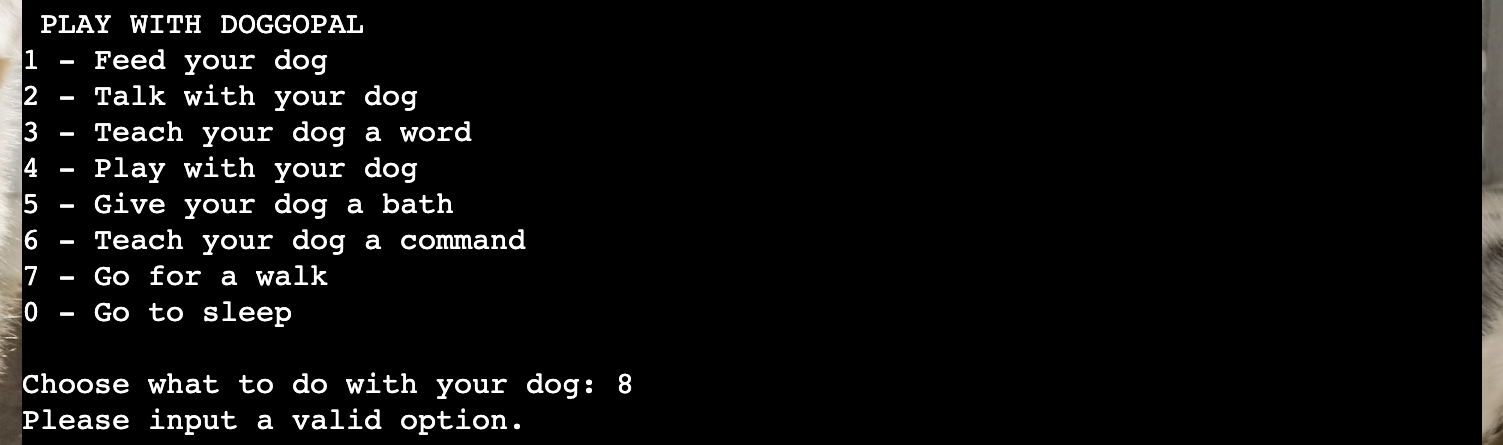 PLAY WITH DOGGOPAL
1 - Feed your dog
2 - Talk with your dog
3 - Teach your dog a word
4 - Play with your dog
5 - Give your dog a bath
6 - Teach your dog a command
7 - Go for a walk
0 - Go to sleep
Choose what to do with your dog: 8
Please input a valid option.